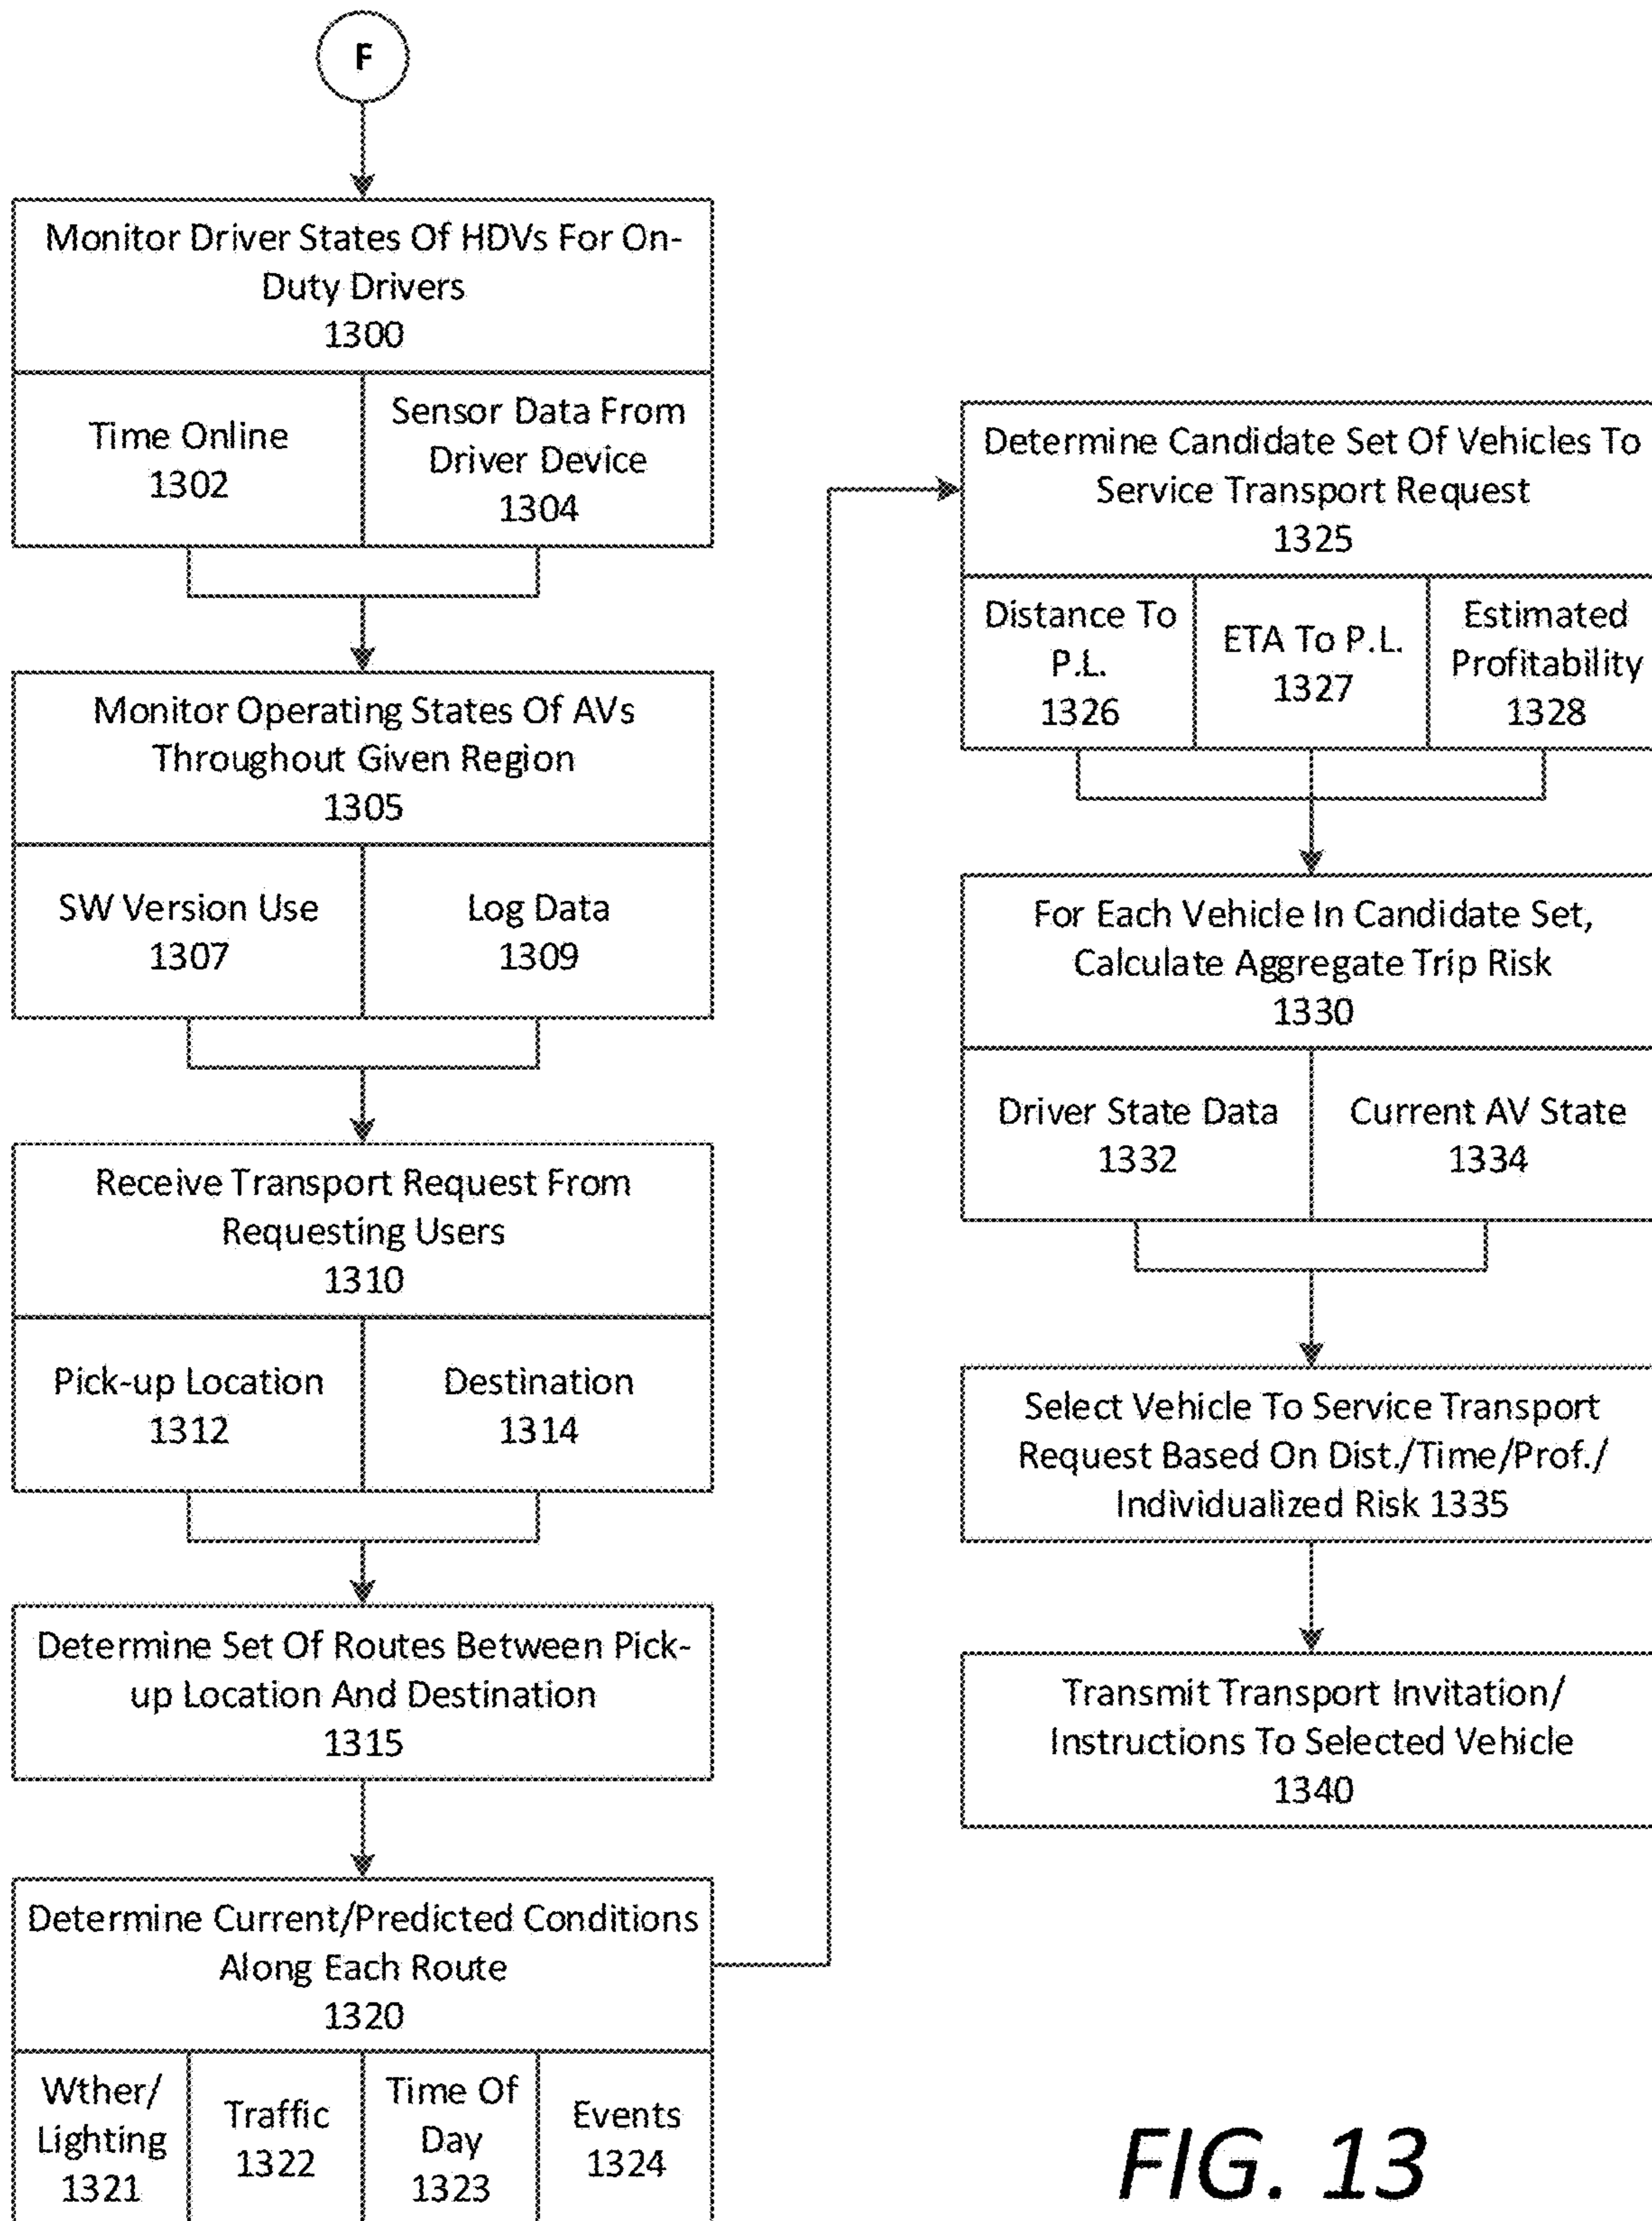 F
Monitor Driver States Of HDVs For On-
Duty Drivers
1300
Time Online
1302
Sensor Data From
Driver Device
1304
Monitor Operating States Of AVs
Throughout Given Region
1305
SW Version Use
1307
Log Data
1309
Receive Transport Request From
Requesting Users
1310
Pick-up Location
1312
Destination
1314
Determine Set Of Routes Between Pick-
up Location And Destination
1315
Determine Current/Predicted Conditions
Along Each Route
1320
Wther/
Lighting
1321
Traffic
1322
Time Of
Day
1323
Events
1324
Determine Candidate Set Of Vehicles To
Service Transport Request
1325
Distance To
P.L.
1326
ETA To P.L.
1327
Estimated
Profitability
1328
For Each Vehicle In Candidate Set,
Calculate Aggregate Trip Risk
1330
Driver State Data
1332
Current AV State
1334
Select Vehicle To Service Transport
Request Based On Dist./Time/Prof./
Individualized Risk 1335
Transmit Transport Invitation/
Instructions To Selected Vehicle
1340
FIG. 13